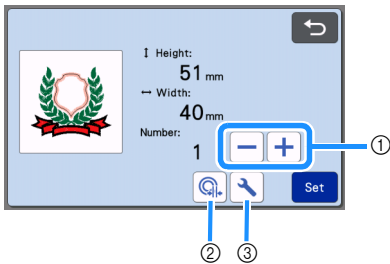 ↕ Height:
51 mm
↔ Width:
40 mm
Number:
1
Set
①
②
③